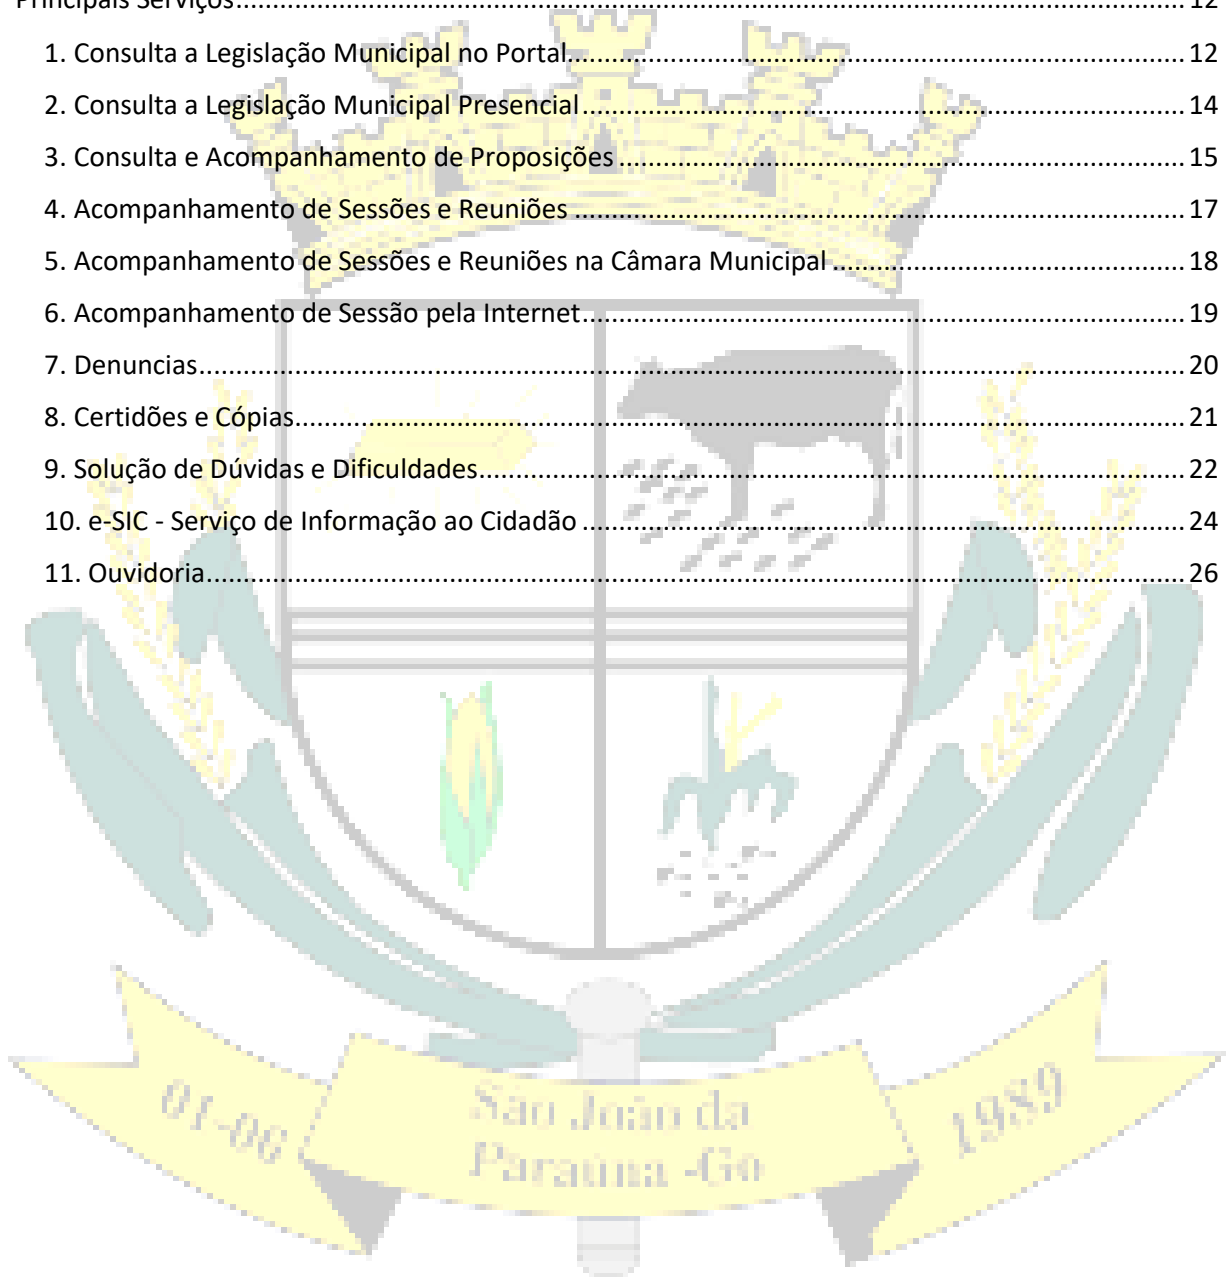 Principais Serviços.......... 12
1. Consulta a Legislação Municipal no Portal.......... 12
2. Consulta a Legislação Municipal Presencial.......... 14
3. Consulta e Acompanhamento de Proposições.......... 15
4. Acompanhamento de Sessões e Reuniões.......... 17
5. Acompanhamento de Sessões e Reuniões na Câmara Municipal.......... 18
6. Acompanhamento de Sessão pela Internet.......... 19
7. Denuncias.......... 20
8. Certidões e Cópias.......... 21
9. Solução de Dúvidas e Dificuldades.......... 22
10. e-SIC - Serviço de Informação ao Cidadão.......... 24
11. Ouvidoria.......... 26
01-06
São João da
Paraúna -Go
1989